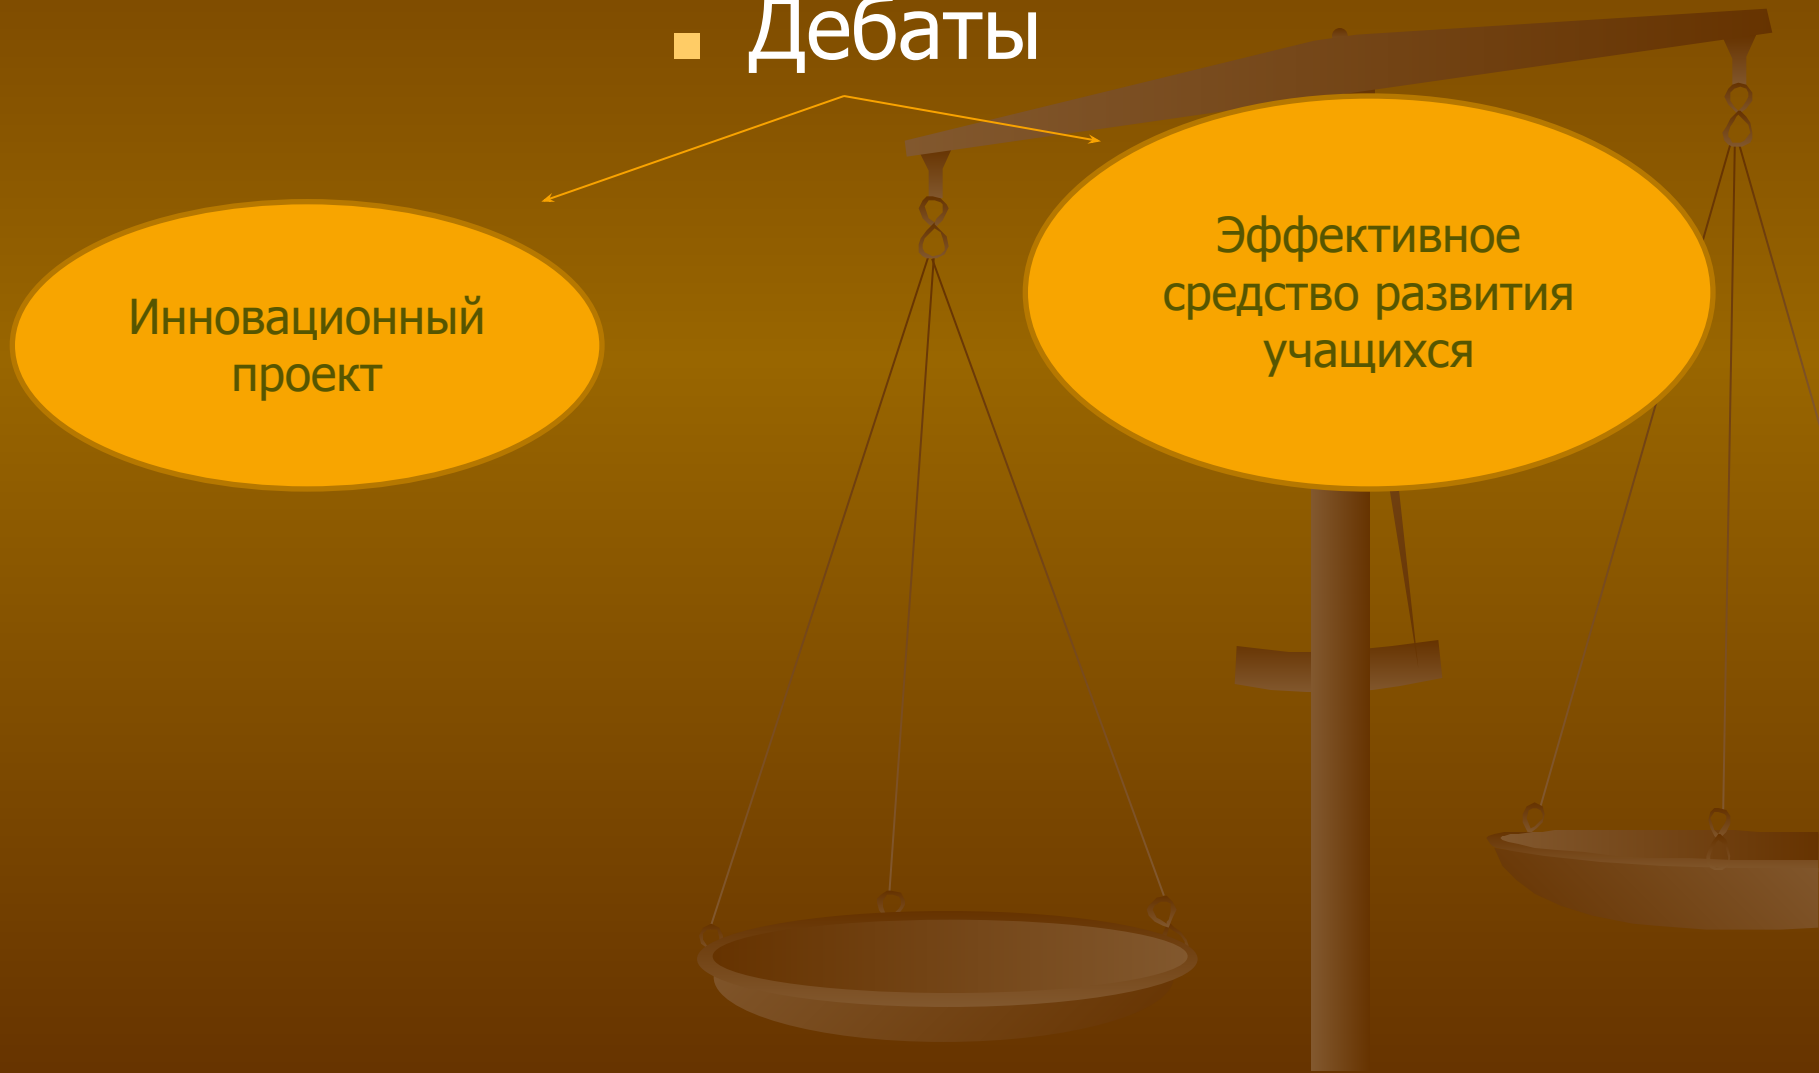 Дебаты
Инновационный
проект
Эффективное
средство развития
учащихся